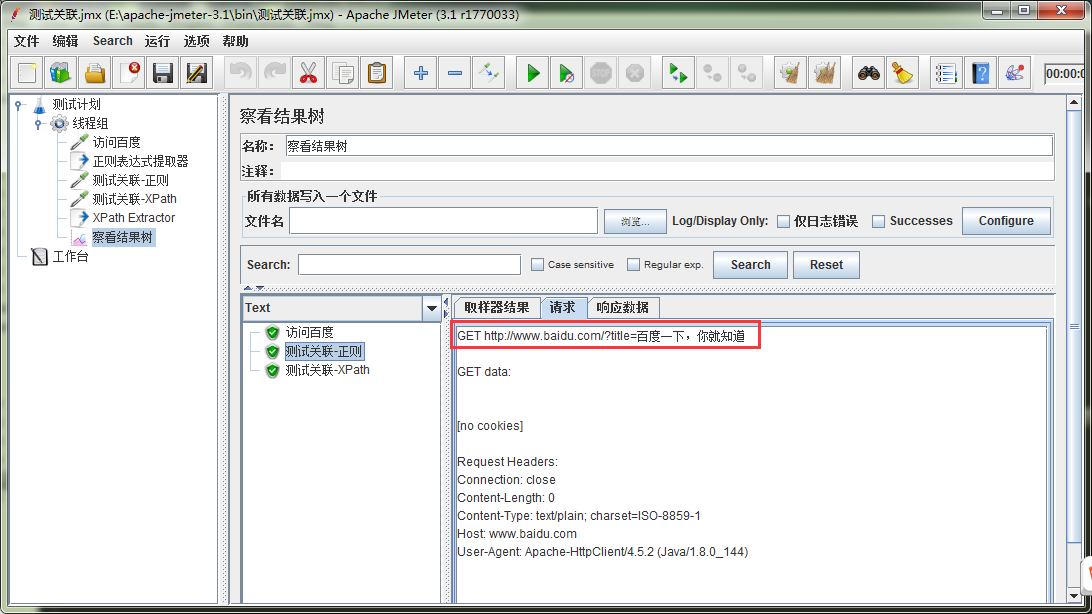 测试关联.jmx (E:\apache-jmeter-3.1\bin\测试关联.jmx) - Apache JMeter (3.1 r1770033)
文件 编辑 Search 运行 选项 帮助
STOP
00:00:0
测试计划
线程组
访问百度
正则表达式提取器
测试关联-正则
测试关联-XPath
XPath Extractor
察看结果树
工作台
察看结果树
名称： 察看结果树
注释：
所有数据写入一个文件
文件名 浏览... Log/Display Only: 仅日志错误 Successes Configure
Search: Case sensitive Regular exp. Search Reset
Text
访问百度
测试关联-正则
测试关联-XPath
取样器结果 请求 响应数据
GET http://www.baidu.com/?title=百度一下，你就知道
GET data:
[no cookies]
Request Headers:
Connection: close
Content-Length: 0
Content-Type: text/plain; charset=ISO-8859-1
Host: www.baidu.com
User-Agent: Apache-HttpClient/4.5.2 (Java/1.8.0_144)